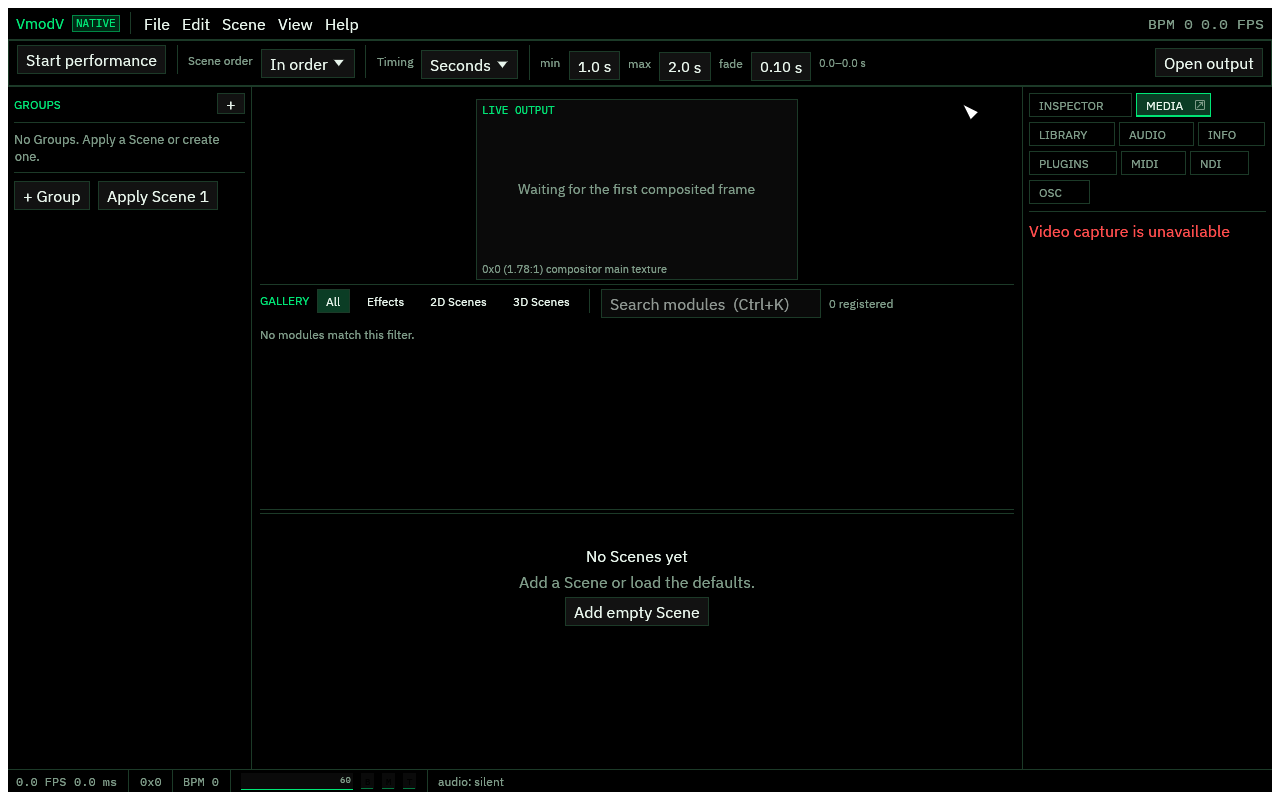 VmodV NATIVE File Edit Scene View Help BPM 0 0.0 FPS
Start performance Scene order In order Timing Seconds min 1.0 s max 2.0 s fade 0.10 s 0.0–0.0 s Open output
GROUPS +
No Groups. Apply a Scene or create
one.
+ Group Apply Scene 1
LIVE OUTPUT
Waiting for the first composited frame
0x0 (1.78:1) compositor main texture
GALLERY All Effects 2D Scenes 3D Scenes Search modules (Ctrl+K) 0 registered
No modules match this filter.
No Scenes yet
Add a Scene or load the defaults.
Add empty Scene
INSPECTOR MEDIA
LIBRARY AUDIO INFO
PLUGINS MIDI NDI
OSC
Video capture is unavailable
0.0 FPS 0.0 ms 0x0 BPM 0 60 audio: silent